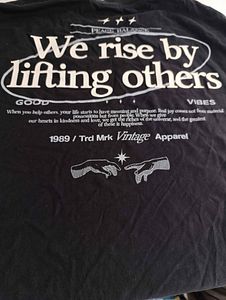 PEACE BALANCE
We rise by
lifting others
GOOD VIBES
When you help others, your life starts to have meaning and purpose. Real joy comes not from material
possessions but from people. When we give
our hearts in kindness and love, we get the riches of the universe, and the greatest
of these is happiness.
1989 / Trd Mrk Vintage Apparel